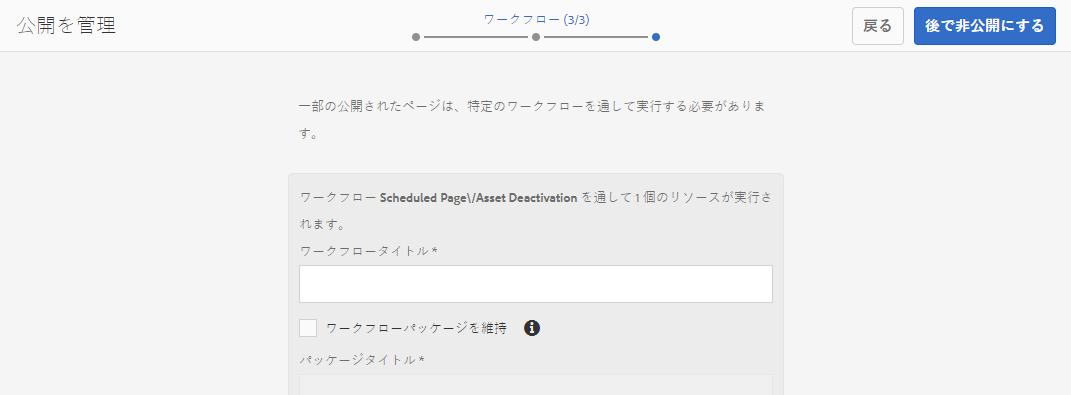 公開を管理
ワークフロー (3/3)
戻る
後で非公開にする
一部の公開されたページは、特定のワークフローを通して実行する必要がありま
す。
ワークフロー Scheduled Page\/Asset Deactivation を通して 1 個のリソースが実行さ
れます。
ワークフロータイトル *
ワークフローパッケージを維持
パッケージタイトル *